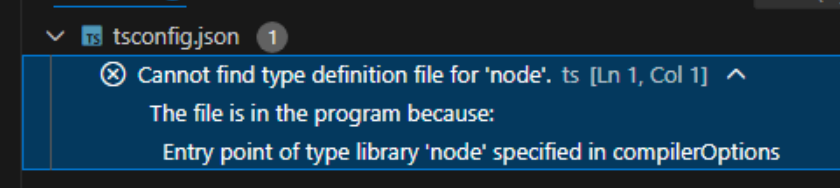 TS tsconfig.json 1
Cannot find type definition file for 'node'. ts [Ln 1, Col 1]
The file is in the program because:
Entry point of type library 'node' specified in compilerOptions